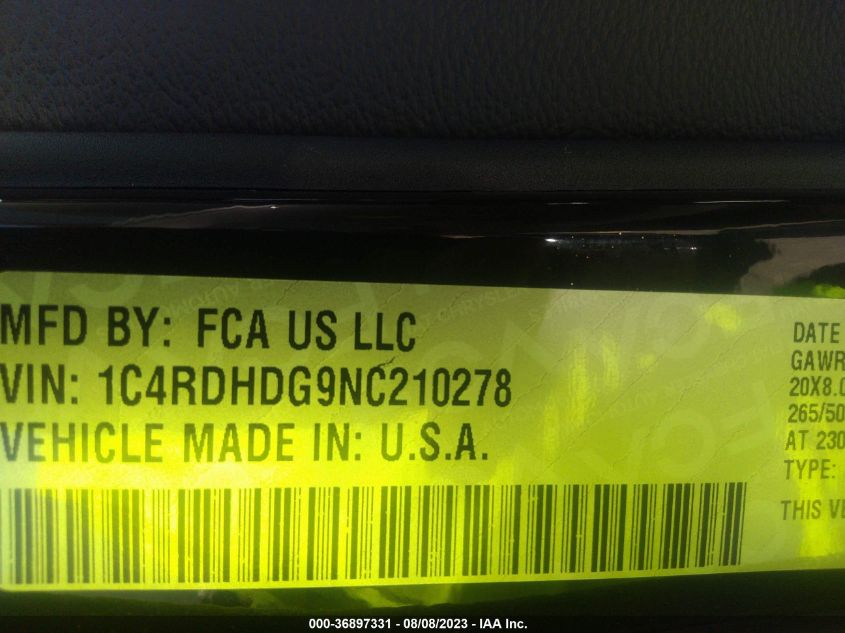 MFD BY: FCA US LLC
VIN: 1C4RDHDG9NC210278
VEHICLE MADE IN: U.S.A.
DATE
GAWR
20X8.0
265/50
AT 230
TYPE:
THIS VE
000-36897331 - 08/08/2023 - IAA Inc.